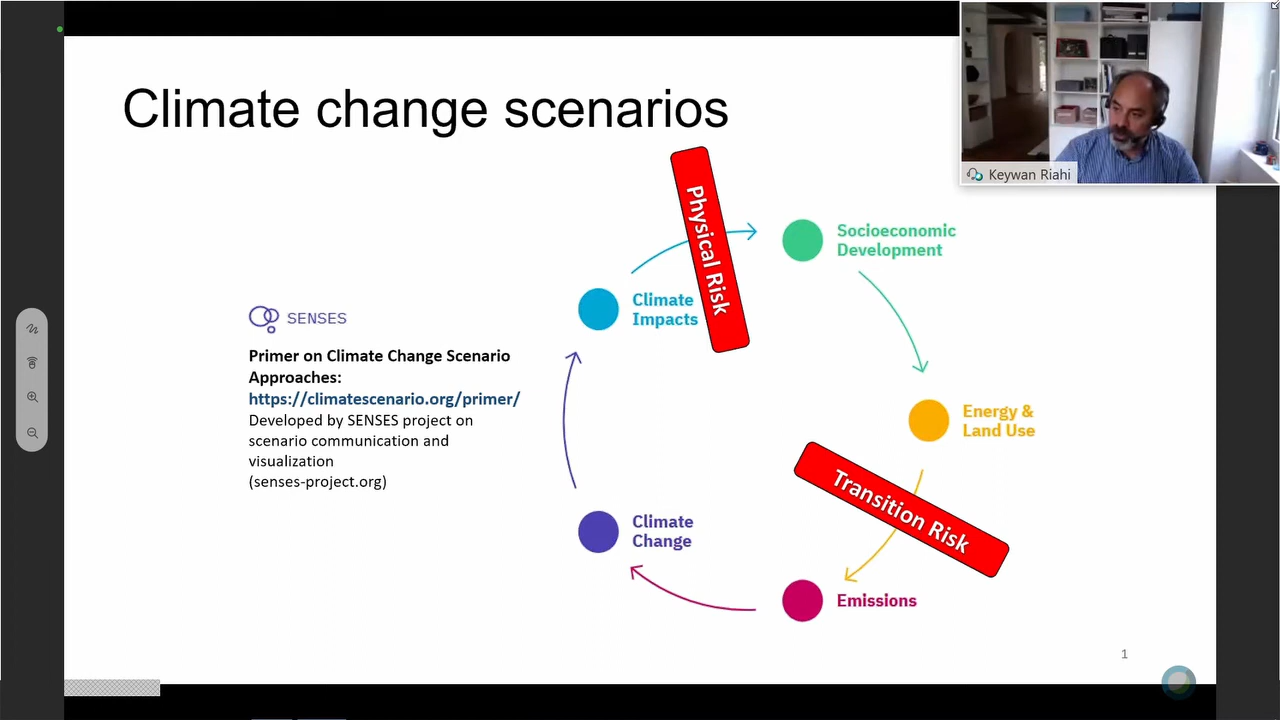 Climate change scenarios
Keywan Riahi
Physical Risk
Socioeconomic
Development
Climate
Impacts
SENSES
Primer on Climate Change Scenario
Approaches:
https://climatescenario.org/primer/
Developed by SENSES project on
scenario communication and
visualization
(senses-project.org)
Energy &
Land Use
Transition Risk
Climate
Change
Emissions
1